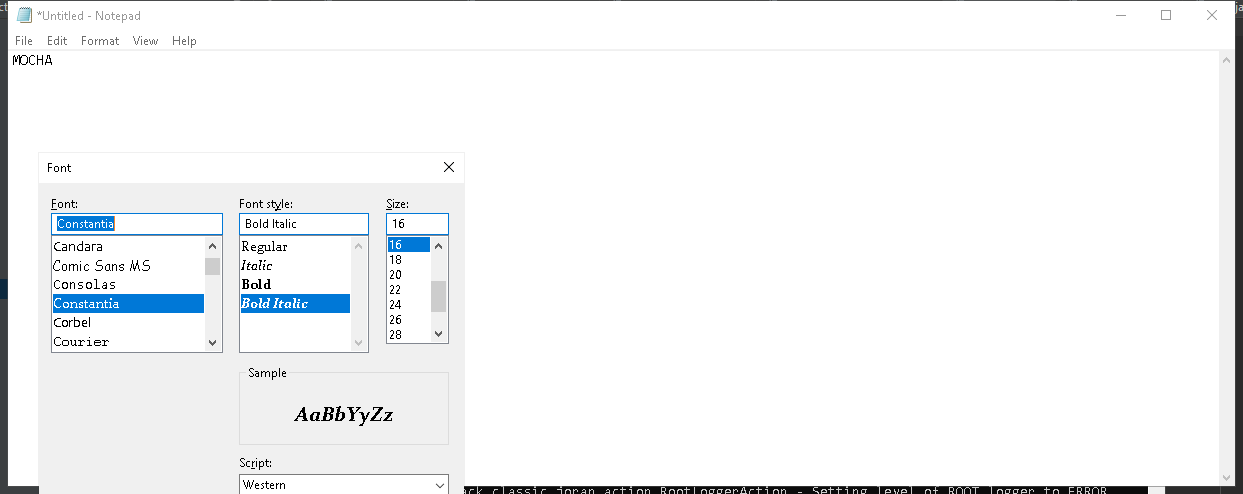 *Untitled - Notepad
File Edit Format View Help
MOCHA
Font
Font: Font style: Size:
Constantia Bold Italic 16
Candara Regular 16
Comic Sans MS Italic 18
Consolas Bold 20
Constantia Bold Italic 22
Corbel 24
Courier 26
28
Sample
AaBbYyZz
Script:
Western
ack classic joran action RootLoggerAction - Setting level of ROOT logger to ERROR